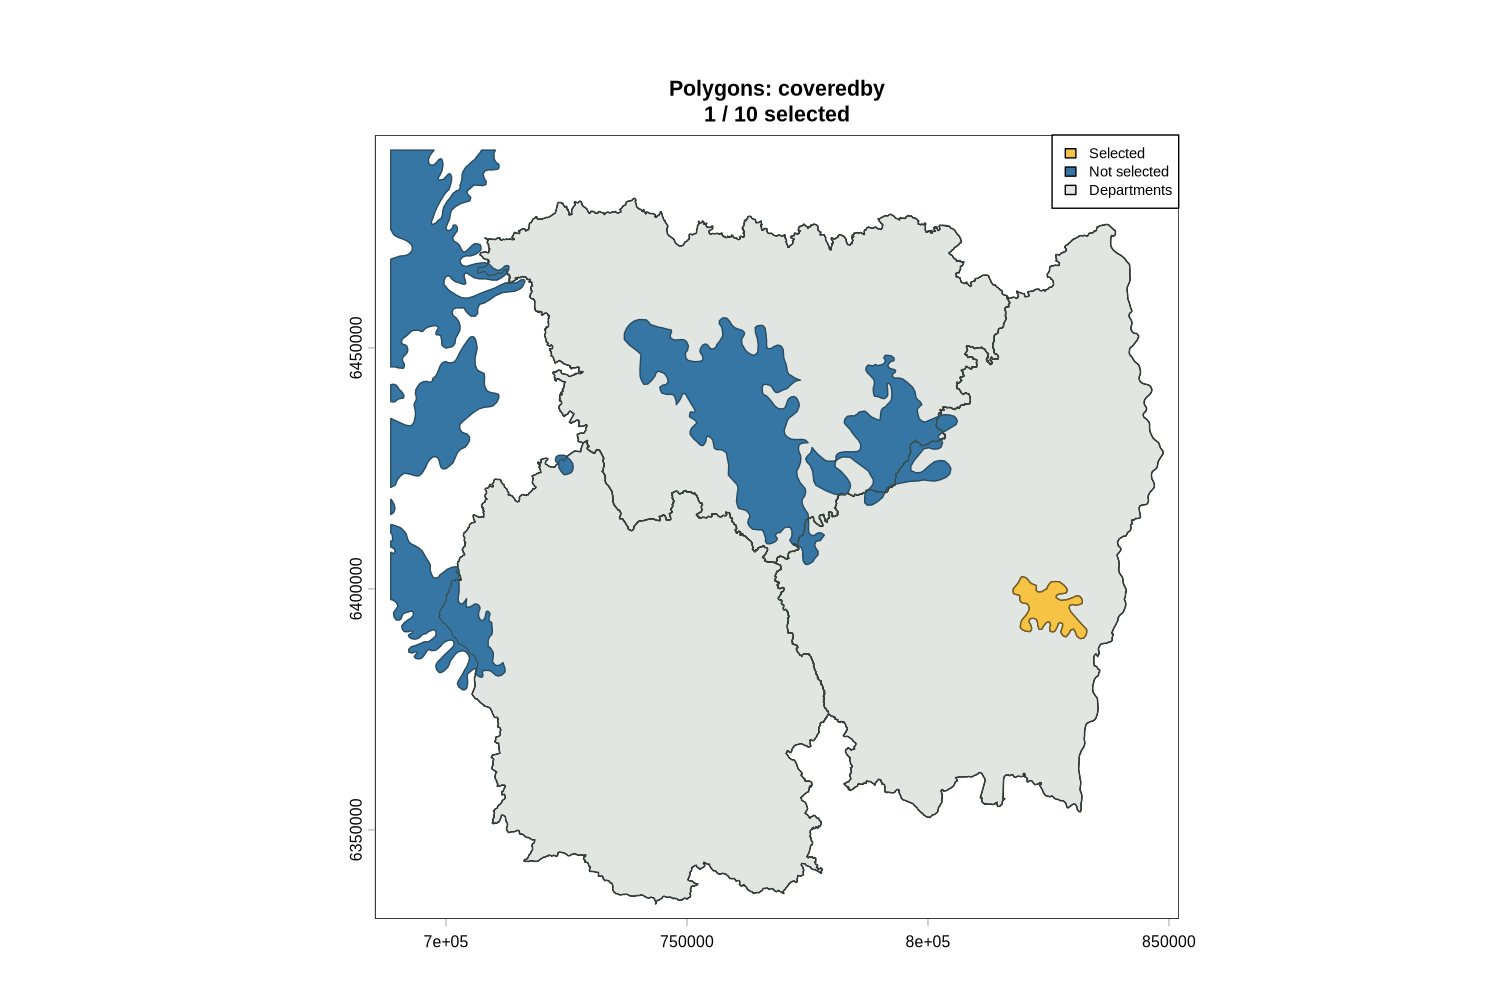 Polygons: coveredby
1 / 10 selected
Selected
Not selected
Departments
6450000
6400000
6350000
7e+05
750000
8e+05
850000